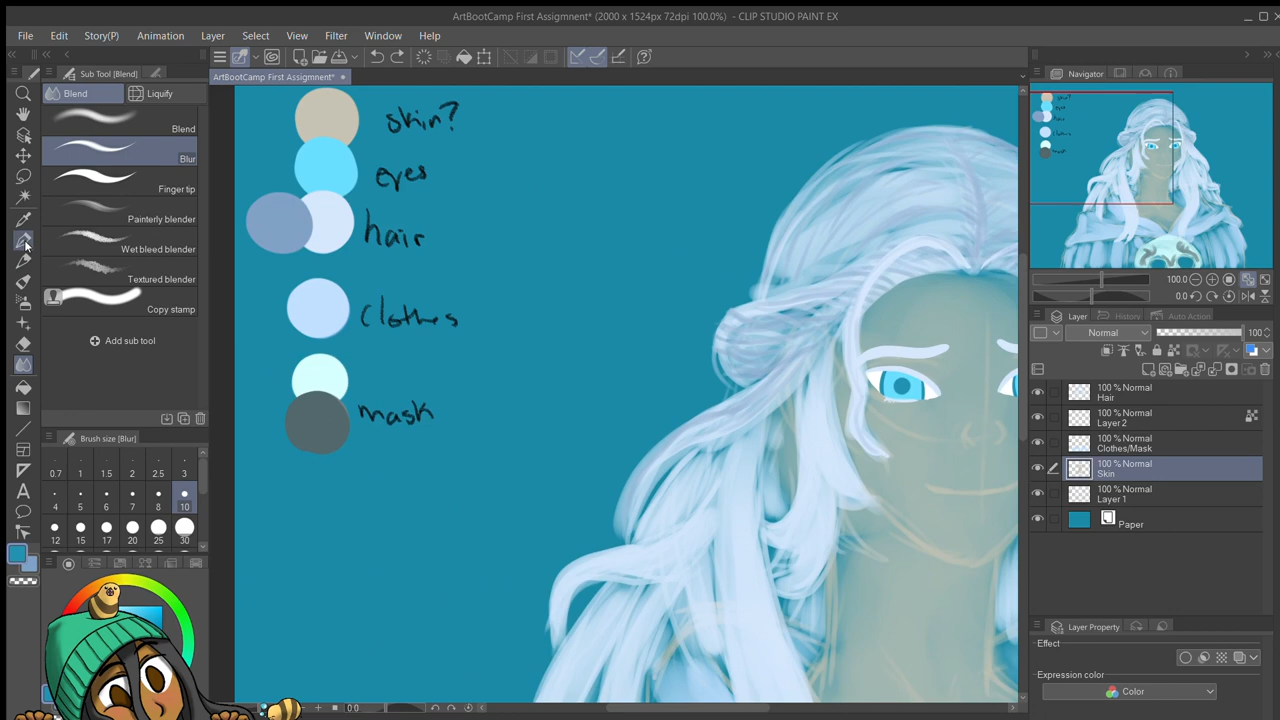 ArtBootCamp First Assignment* (2000 x 1524px 72dpi 100.0%) - CLIP STUDIO PAINT EX
File Edit Story(P) Animation Layer Select View Filter Window Help
Sub Tool [Blend]
ArtBootCamp First Assignment*
Navigator
Blend Liquify
Blend
Blur
Finger tip
Painterly blender
Wet bleed blender
Textured blender
Copy stamp
Add sub tool
skin?
eyes
hair
clothes
mask
100.0
0.0
Layer History Auto Action
Normal 100
100 % Normal
Hair
100 % Normal
Layer 2
100 % Normal
Clothes/Mask
100 % Normal
Skin
100 % Normal
Layer 1
Paper
Brush size [Blur]
0.7 1 1.5 2 2.5 3
4 5 6 7 8 10
12 15 17 20 25 30
Layer Property
Effect
Expression color
Color